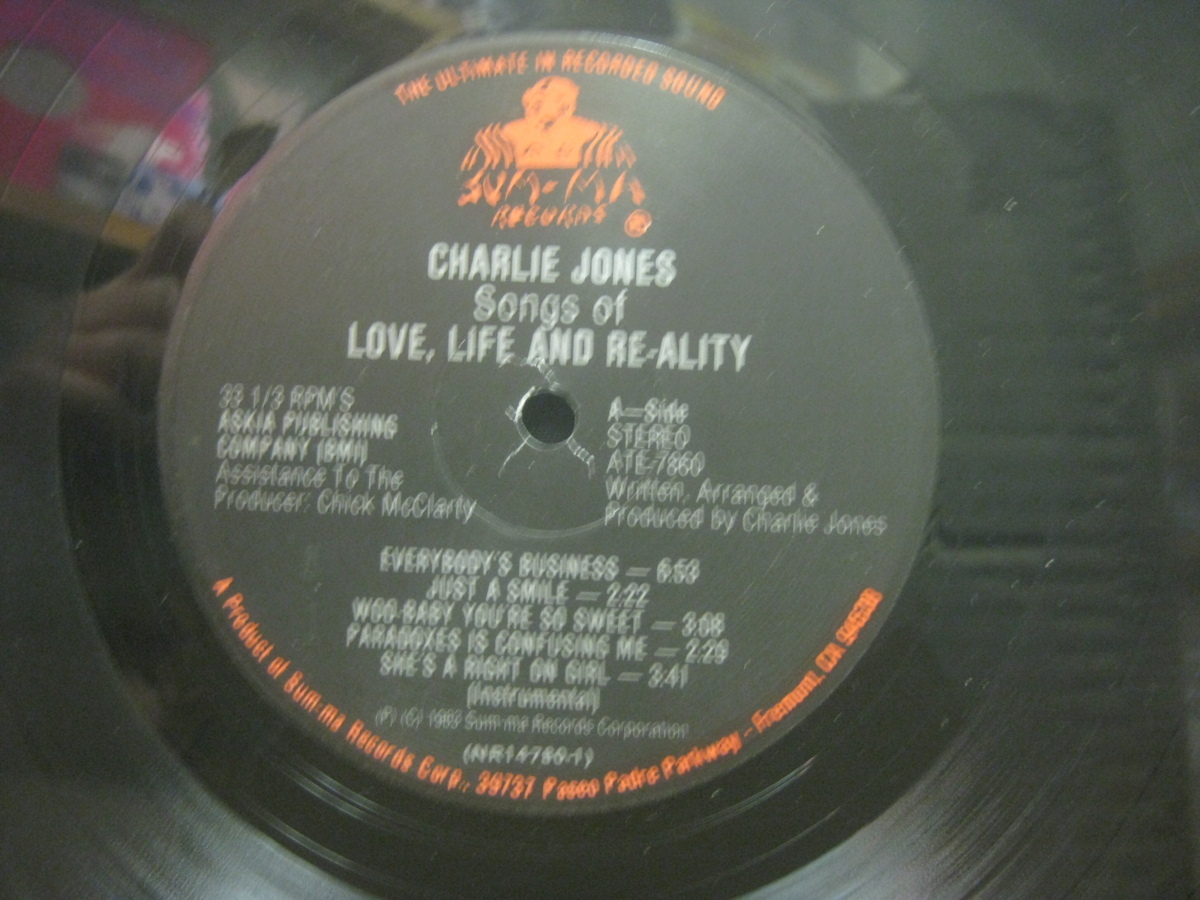 THE ULTIMATE IN RECORDED SOUND
SUM-MA
RECORDS ®
CHARLIE JONES
Songs of
LOVE, LIFE AND RE-ALITY
33 1/3 RPM'S
ASKIA PUBLISHING
COMPANY (BMI)
Assistance To The
Producer: Chick McClarty
A—Side
STEREO
ATE-7860
Written, Arranged &
Produced by Charlie Jones
EVERYBODY'S BUSINESS — 6:53
JUST A SMILE — 2:22
WOO-BABY YOU'RE SO SWEET — 3:08
PARADOXES IS CONFUSING ME — 2:29
SHE'S A RIGHT ON GIRL — 3:41
(Instrumental)
(P) (C) Sum-ma Records Corporation
A Product of Sum-ma Records Corp., 39737 Paseo Padre Parkway - Fremont, CA